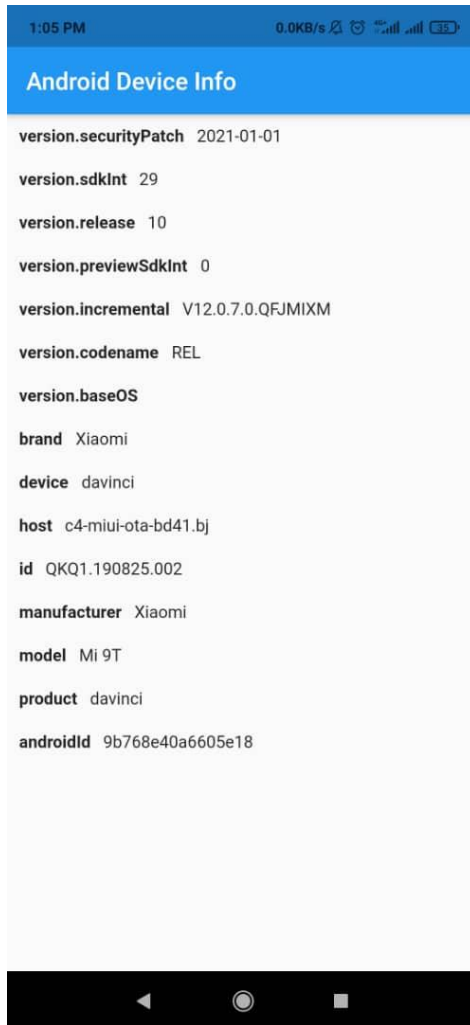 1:05 PM 0.0KB/s 35
Android Device Info
version.securityPatch 2021-01-01
version.sdkInt 29
version.release 10
version.previewSdkInt 0
version.incremental V12.0.7.0.QFJMIXM
version.codename REL
version.baseOS
brand Xiaomi
device davinci
host c4-miui-ota-bd41.bj
id QKQ1.190825.002
manufacturer Xiaomi
model Mi 9T
product davinci
androidId 9b768e40a6605e18